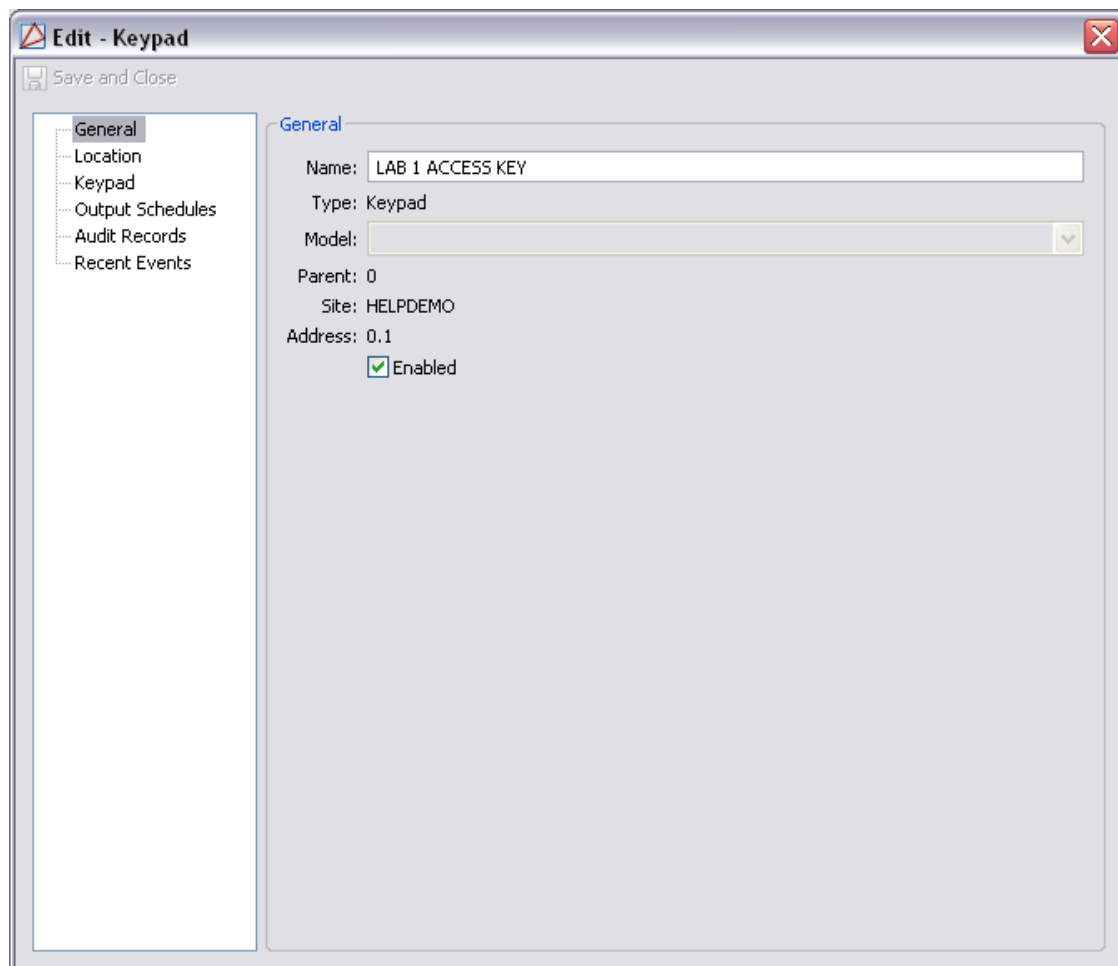 Edit - Keypad
Save and Close
General
Location
Keypad
Output Schedules
Audit Records
Recent Events
General
Name: LAB 1 ACCESS KEY
Type: Keypad
Model:
Parent: 0
Site: HELPDEMO
Address: 0.1
Enabled